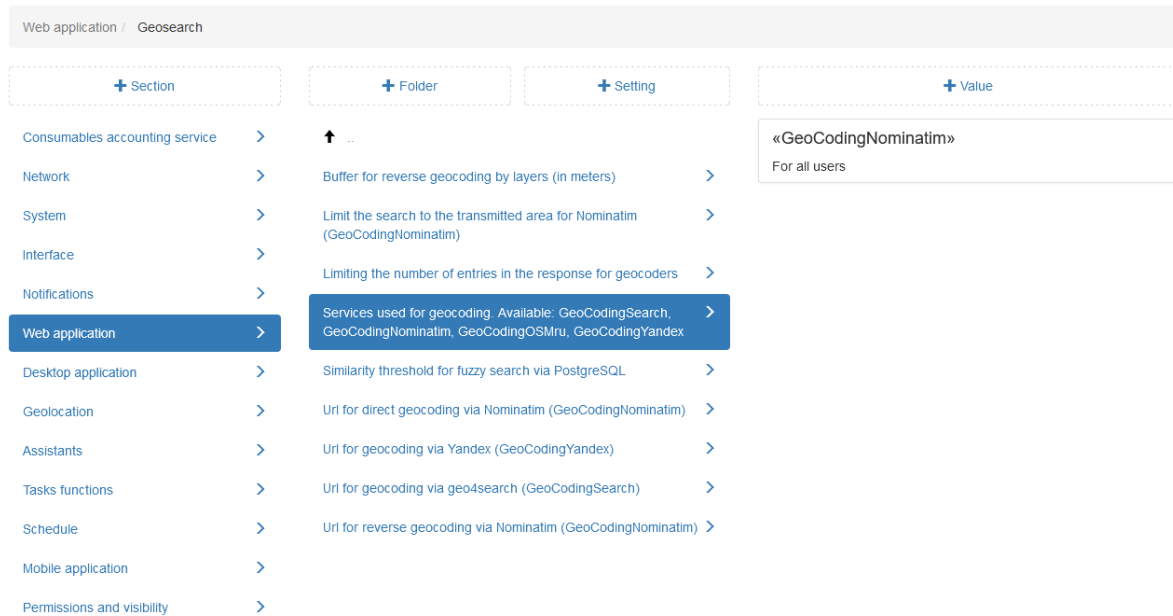 Web application / Geosearch
+ Section
+ Folder
+ Setting
+ Value
Consumables accounting service
Network
System
Interface
Notifications
Web application
Desktop application
Geolocation
Assistants
Tasks functions
Schedule
Mobile application
Permissions and visibility
..
Buffer for reverse geocoding by layers (in meters)
Limit the search to the transmitted area for Nominatim
(GeoCodingNominatim)
Limiting the number of entries in the response for geocoders
Services used for geocoding. Available: GeoCodingSearch,
GeoCodingNominatim, GeoCodingOSMru, GeoCodingYandex
Similarity threshold for fuzzy search via PostgreSQL
Url for direct geocoding via Nominatim (GeoCodingNominatim)
Url for geocoding via Yandex (GeoCodingYandex)
Url for geocoding via geo4search (GeoCodingSearch)
Url for reverse geocoding via Nominatim (GeoCodingNominatim)
«GeoCodingNominatim»
For all users